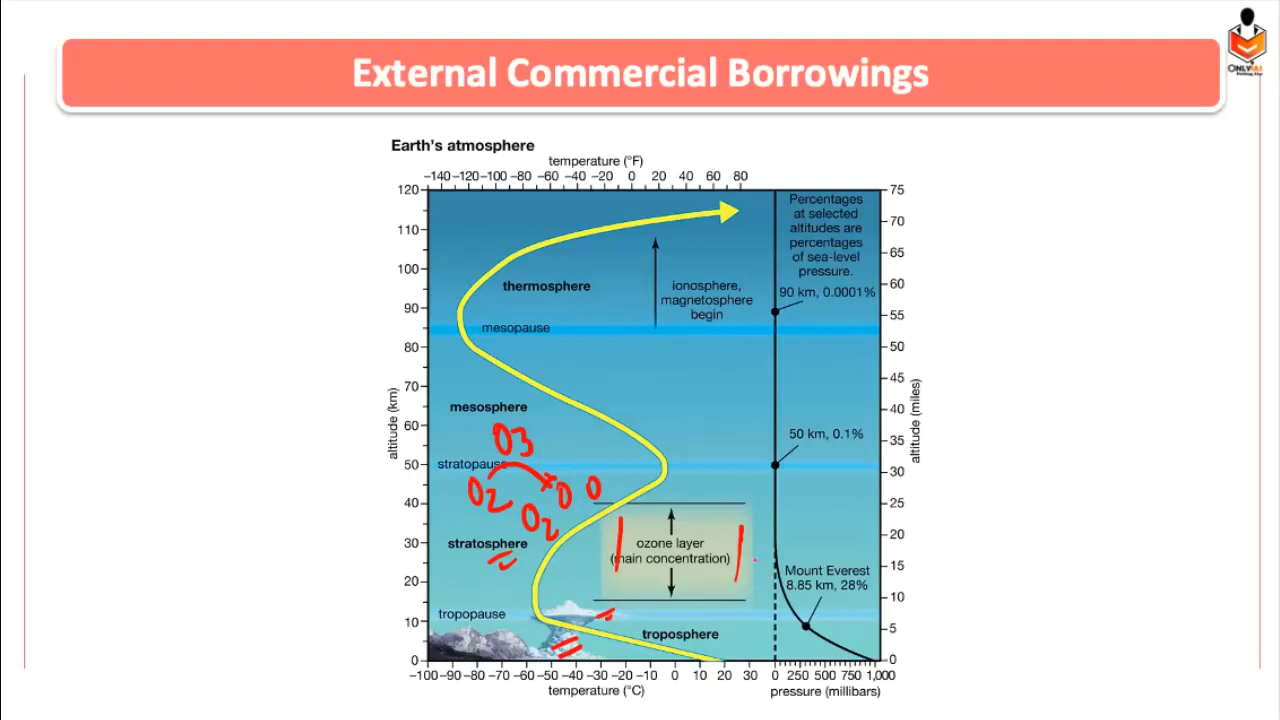 External Commercial Borrowings
ONLYIAS
Earth's atmosphere
temperature (°F)
–140 –120 –100 –80 –60 –40 –20 0 20 40 60 80
120
110
100
90
80
70
60
50
40
30
20
10
0
altitude (km)
75
70
65
60
55
50
45
40
35
30
25
20
15
10
5
0
altitude (miles)
Percentages
at selected
altitudes are
percentages
of sea-level
pressure.
90 km, 0.0001%
thermosphere
ionosphere,
magnetosphere
begin
mesopause
mesosphere
O3
50 km, 0.1%
stratopause
O2 O O
O2
stratosphere
ozone layer
(main concentration)
Mount Everest
8.85 km, 28%
tropopause
troposphere
–100 –90 –80 –70 –60 –50 –40 –30 –20 –10 0 10 20 30
temperature (°C)
0 250 500 750 1,000
pressure (millibars)